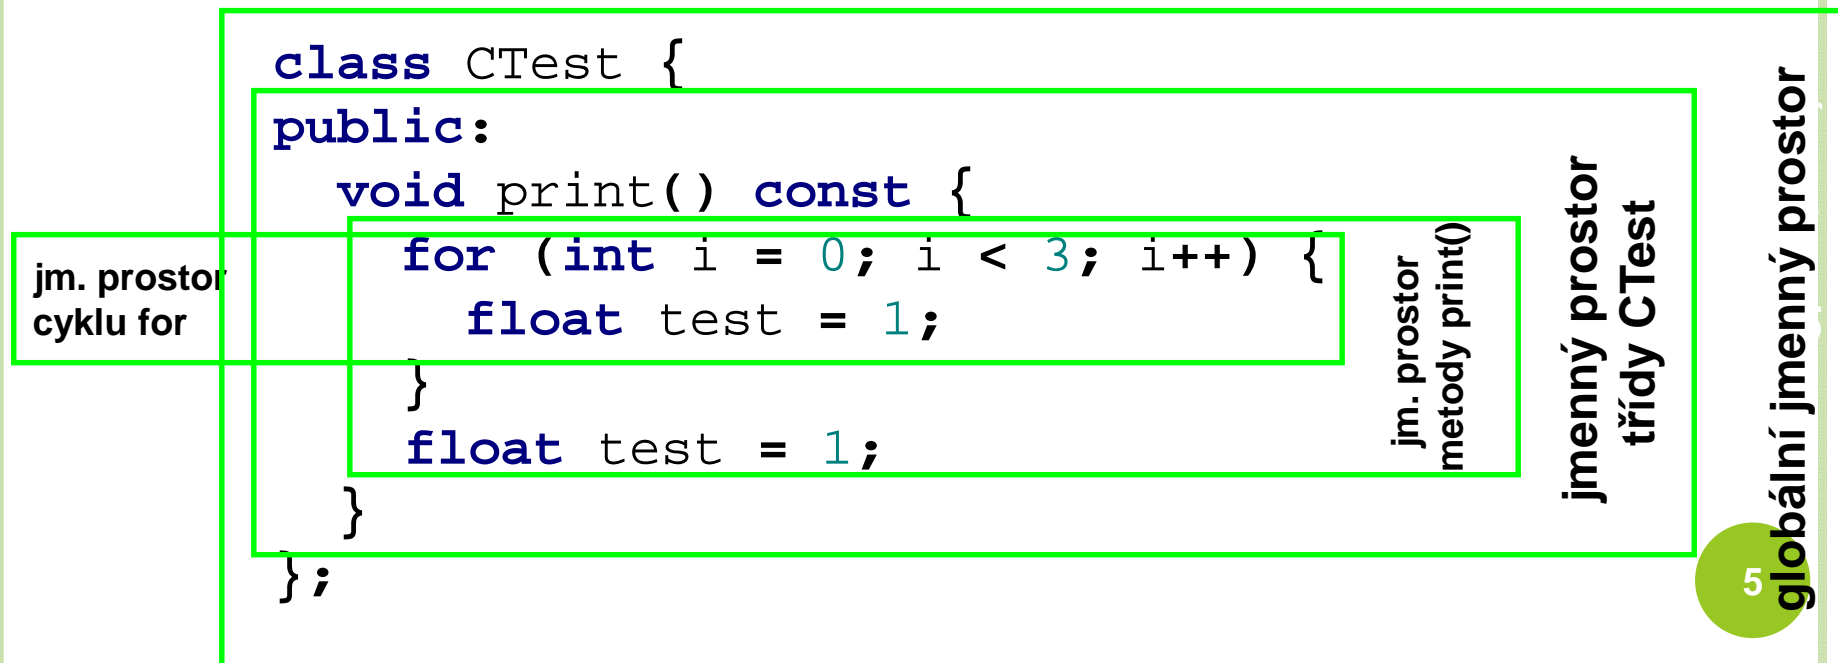 class CTest {
public:
void print() const {
for (int i = 0; i < 3; i++) {
float test = 1;
}
float test = 1;
}
};
jm. prostor
cyklu for
jm. prostor
metody print()
jmenný prostor
třídy CTest
globální jmenný prostor
5